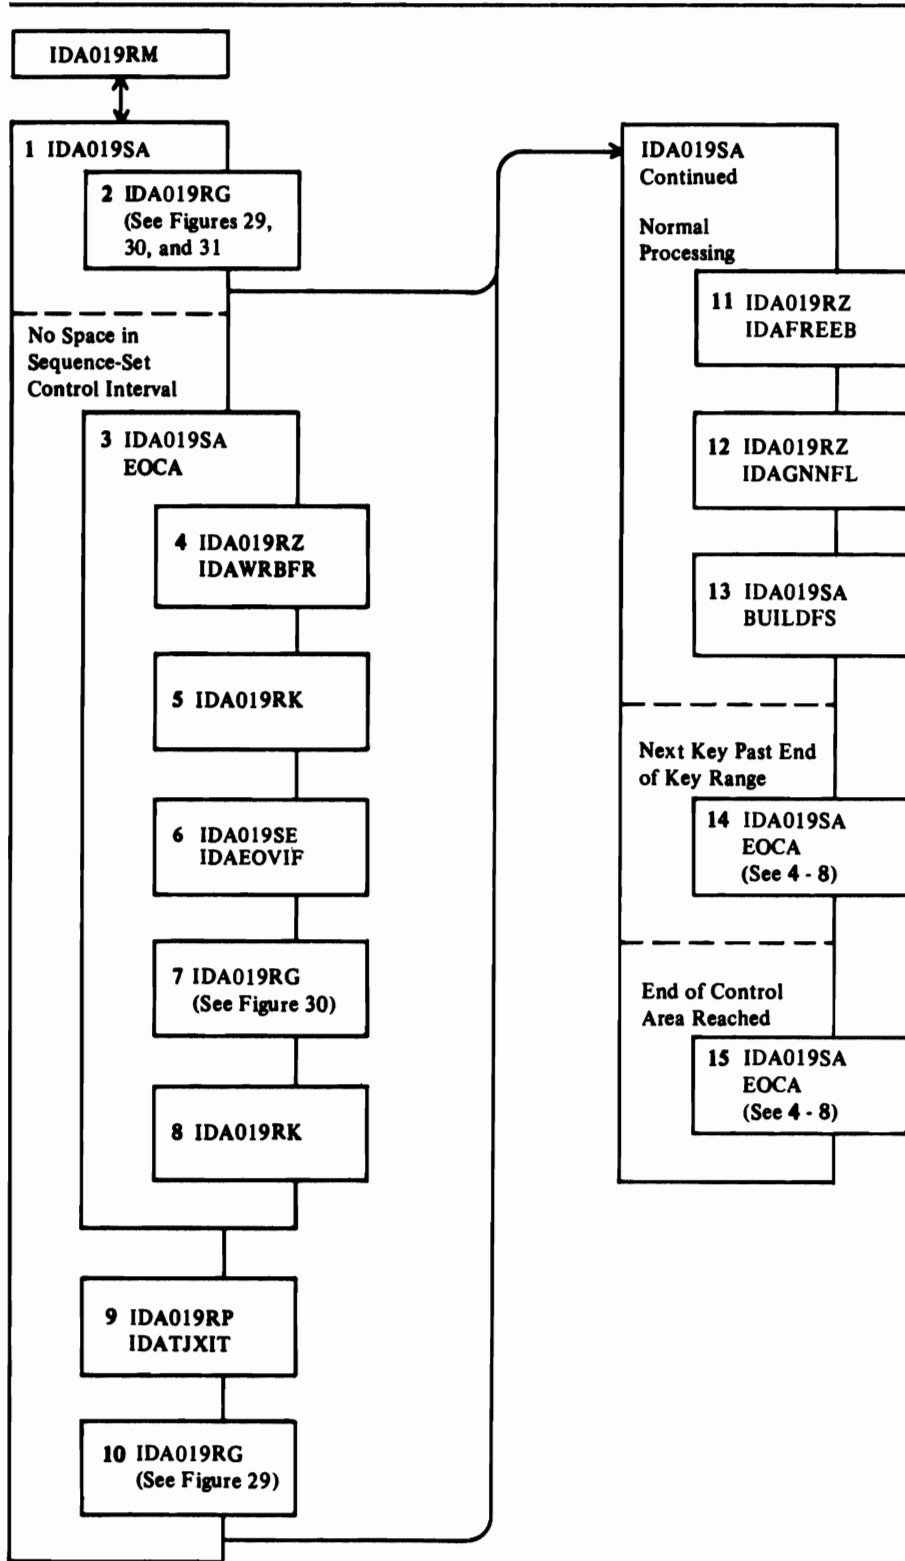 IDA019RM
1 IDA019SA
2 IDA019RG
(See Figures 29,
30, and 31
No Space in
Sequence-Set
Control Interval
3 IDA019SA
EOCA
4 IDA019RZ
IDAWRBFR
5 IDA019RK
6 IDA019SE
IDAEOVIF
7 IDA019RG
(See Figure 30)
8 IDA019RK
9 IDA019RP
IDATJXIT
10 IDA019RG
(See Figure 29)
IDA019SA
Continued
Normal
Processing
11 IDA019RZ
IDAFREEB
12 IDA019RZ
IDAGNNFL
13 IDA019SA
BUILDFS
Next Key Past End
of Key Range
14 IDA019SA
EOCA
(See 4 - 8)
End of Control
Area Reached
15 IDA019SA
EOCA
(See 4 - 8)